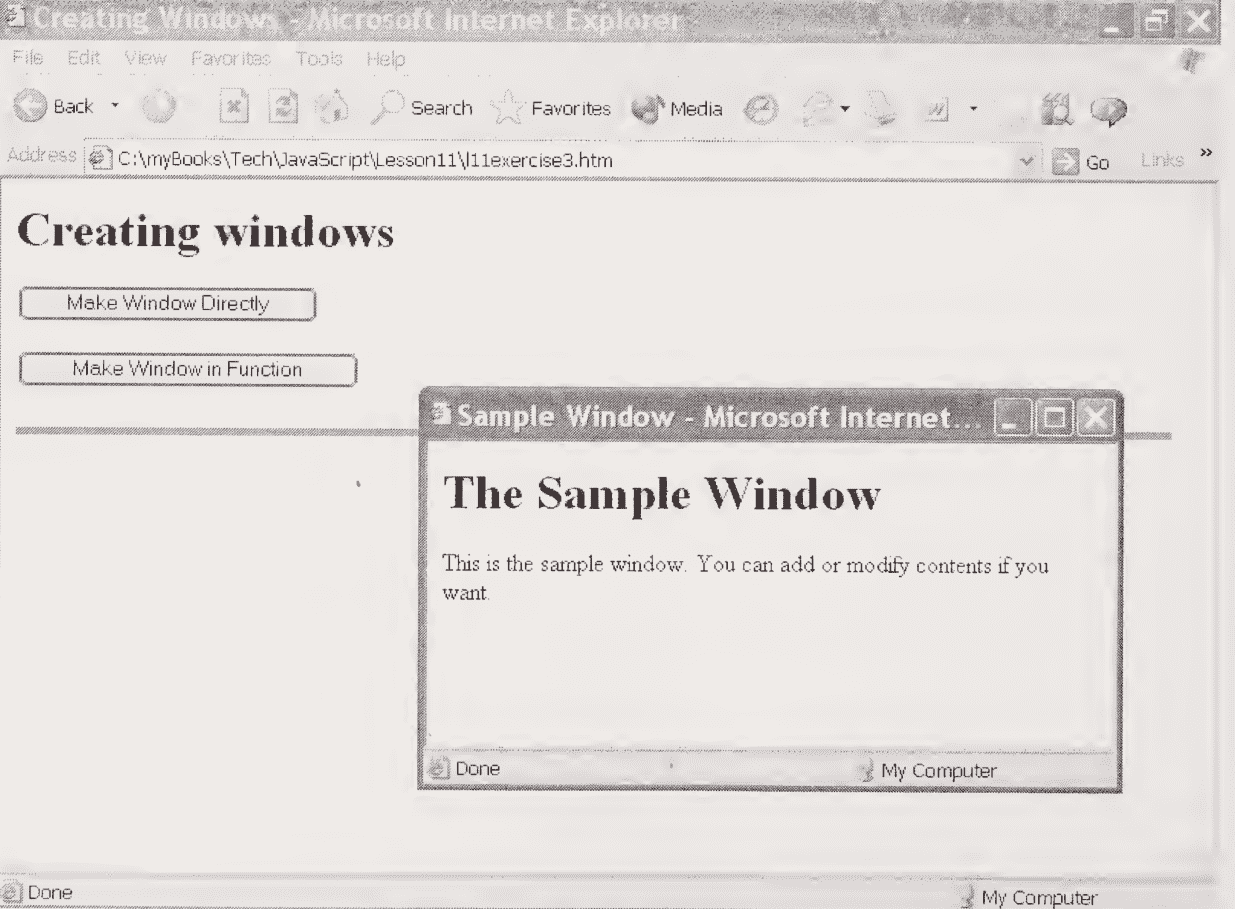 Creating Windows - Microsoft Internet Explorer
File Edit View Favorites Tools Help
Back Search Favorites Media
Address C:\myBooks\Tech\JavaScript\Lesson11\l11exercise3.htm Go Links »
Creating windows
Make Window Directly
Make Window in Function
Sample Window - Microsoft Internet...
The Sample Window
This is the sample window. You can add or modify contents if you
want.
Done My Computer
Done My Computer